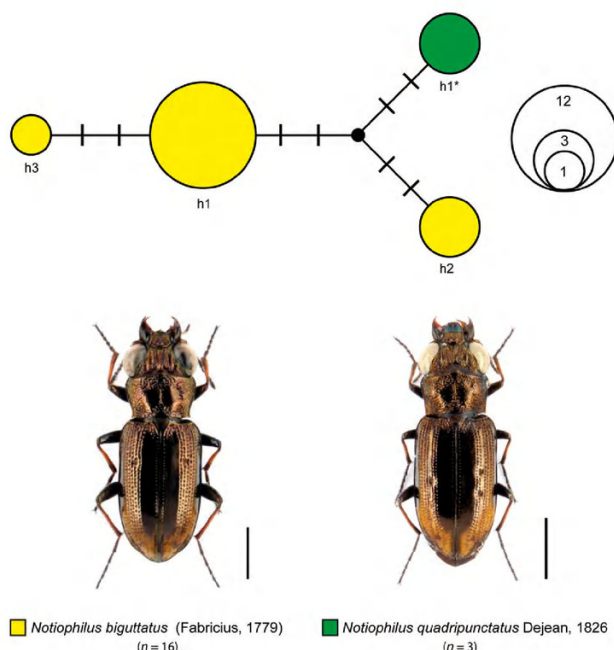 h1*
12
3
1
h3
h1
h2
Notiophilus biguttatus (Fabricius, 1779)
(n = 16)
Notiophilus quadripunctatus Dejean, 1826
(n = 3)